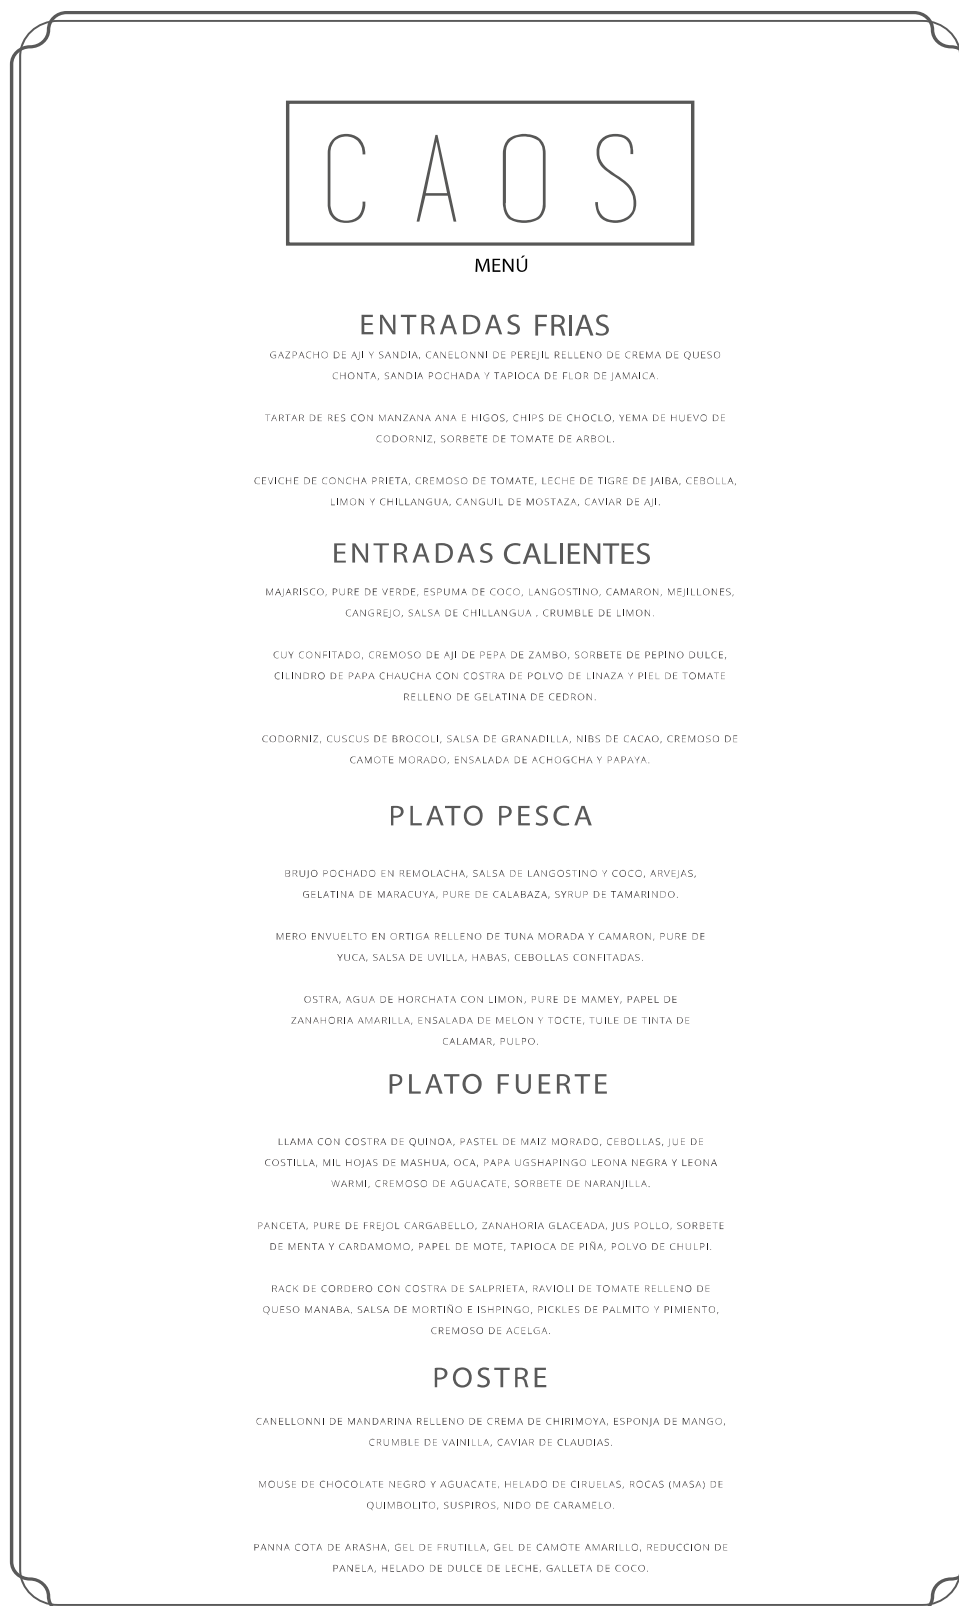 CAOS
MENÚ
ENTRADAS FRIAS
GAZPACHO DE AJI Y SANDIA, CANELONNI DE PEREJIL RELLENO DE CREMA DE QUESO
CHONTA, SANDIA POCHADA Y TAPIOCA DE FLOR DE JAMAICA.
TARTAR DE RES CON MANZANA ANA E HIGOS, CHIPS DE CHOCLO, YEMA DE HUEVO DE
CODORNIZ, SORBETE DE TOMATE DE ARBOL.
CEVICHE DE CONCHA PRIETA, CREMOSO DE TOMATE, LECHE DE TIGRE DE JAIBA, CEBOLLA,
LIMON Y CHILLANGUA, CANGUIL DE MOSTAZA, CAVIAR DE AJI.
ENTRADAS CALIENTES
MAJARISCO, PURE DE VERDE, ESPUMA DE COCO, LANGOSTINO, CAMARON, MEJILLONES,
CANGREJO, SALSA DE CHILLANGUA , CRUMBLE DE LIMON.
CUY CONFITADO, CREMOSO DE AJI DE PEPA DE ZAMBO, SORBETE DE PEPINO DULCE,
CILINDRO DE PAPA CHAUCHA CON COSTRA DE POLVO DE LINAZA Y PIEL DE TOMATE
RELLENO DE GELATINA DE CEDRON.
CODORNIZ, CUSCUS DE BROCOLI, SALSA DE GRANADILLA, NIBS DE CACAO, CREMOSO DE
CAMOTE MORADO, ENSALADA DE ACHOGCHA Y PAPAYA.
PLATO PESCA
BRUJO POCHADO EN REMOLACHA, SALSA DE LANGOSTINO Y COCO, ARVEJAS,
GELATINA DE MARACUYA, PURE DE CALABAZA, SYRUP DE TAMARINDO.
MERO ENVUELTO EN ORTIGA RELLENO DE TUNA MORADA Y CAMARON, PURE DE
YUCA, SALSA DE UVILLA, HABAS, CEBOLLAS CONFITADAS.
OSTRA, AGUA DE HORCHATA CON LIMON, PURE DE MAMEY, PAPEL DE
ZANAHORIA AMARILLA, ENSALADA DE MELON Y TOCTE, TUILE DE TINTA DE
CALAMAR, PULPO.
PLATO FUERTE
LLAMA CON COSTRA DE QUINOA, PASTEL DE MAIZ MORADO, CEBOLLAS, JUE DE
COSTILLA, MIL HOJAS DE MASHUA, OCA, PAPA UGSHAPINGO LEONA NEGRA Y LEONA
WARMI, CREMOSO DE AGUACATE, SORBETE DE NARANJILLA.
PANCETA, PURE DE FREJOL CARGABELLO, ZANAHORIA GLACEADA, JUS POLLO, SORBETE
DE MENTA Y CARDAMOMO, PAPEL DE MOTE, TAPIOCA DE PIÑA, POLVO DE CHULPI.
RACK DE CORDERO CON COSTRA DE SALPRIETA, RAVIOLI DE TOMATE RELLENO DE
QUESO MANABA, SALSA DE MORTIÑO E ISHPINGO, PICKLES DE PALMITO Y PIMIENTO,
CREMOSO DE ACELGA.
POSTRE
CANELLONNI DE MANDARINA RELLENO DE CREMA DE CHIRIMOYA, ESPONJA DE MANGO,
CRUMBLE DE VAINILLA, CAVIAR DE CLAUDIAS.
MOUSE DE CHOCOLATE NEGRO Y AGUACATE, HELADO DE CIRUELAS, ROCAS (MASA) DE
QUIMBOLITO, SUSPIROS, NIDO DE CARAMELO.
PANNA COTA DE ARASHA, GEL DE FRUTILLA, GEL DE CAMOTE AMARILLO, REDUCCION DE
PANELA, HELADO DE DULCE DE LECHE, GALLETA DE COCO.